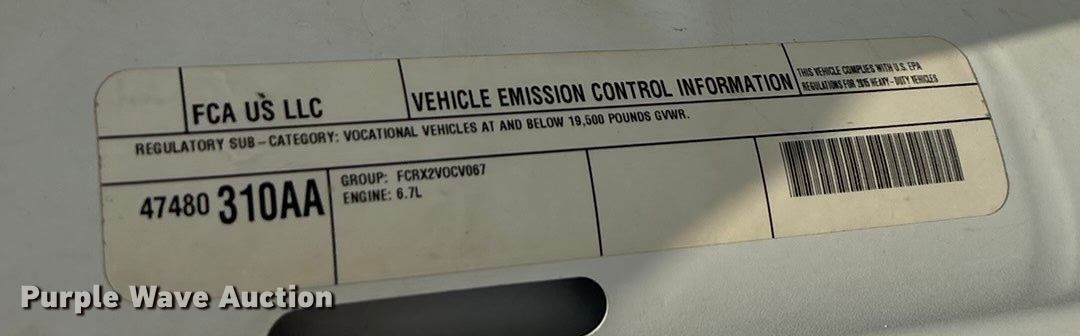 FCA US LLC
VEHICLE EMISSION CONTROL INFORMATION
THIS VEHICLE COMPLIES WITH U.S. EPA
REGULATIONS FOR 2015 HEAVY-DUTY VEHICLES
REGULATORY SUB-CATEGORY: VOCATIONAL VEHICLES AT AND BELOW 19,500 POUNDS GVWR.
47480 310AA
GROUP: FCRX2VOCV067
ENGINE: 6.7L
Purple Wave Auction